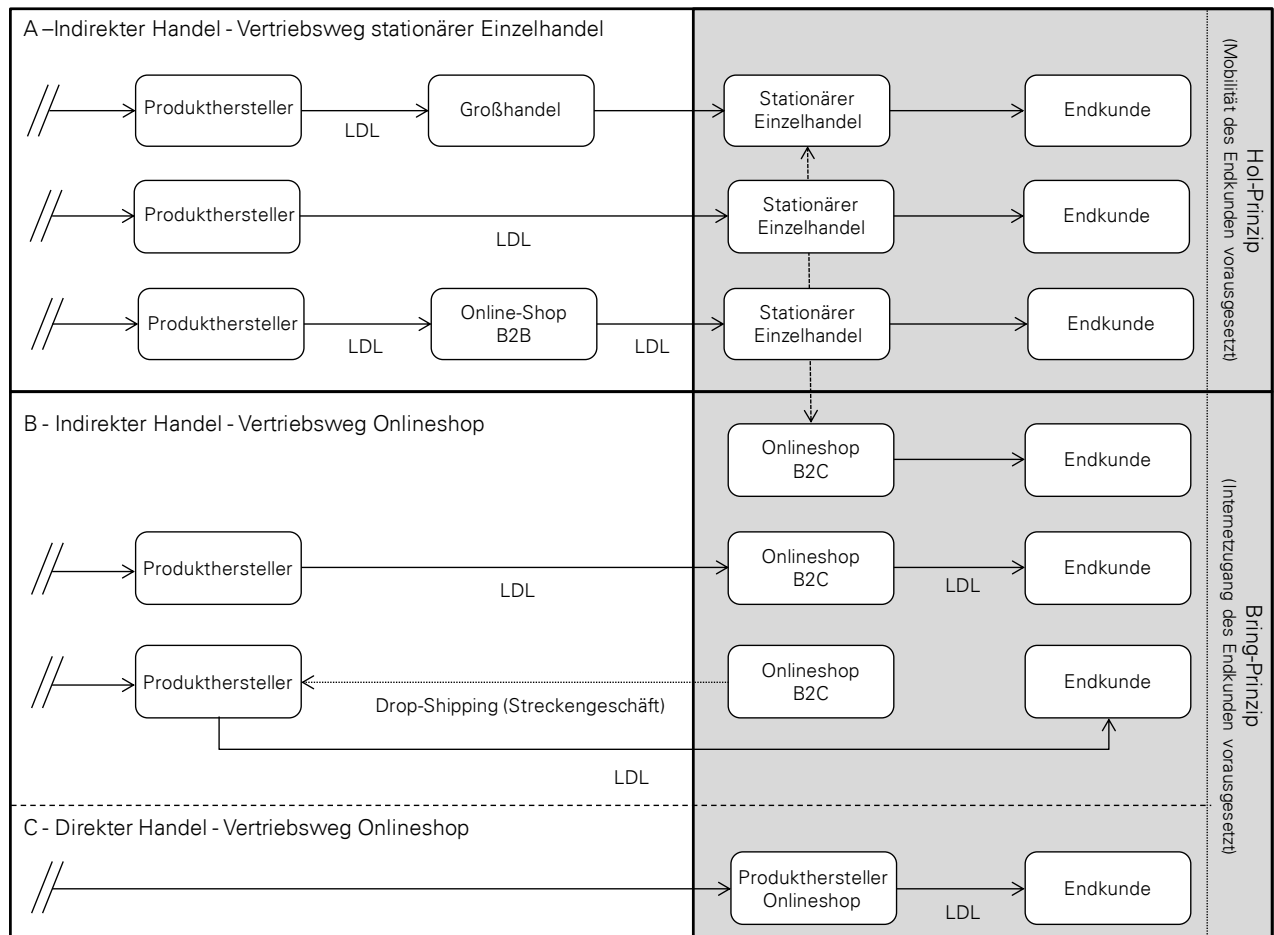 A –Indirekter Handel - Vertriebsweg stationärer Einzelhandel
Produkthersteller
LDL
Großhandel
Stationärer
Einzelhandel
Endkunde
Produkthersteller
LDL
Stationärer
Einzelhandel
Endkunde
Produkthersteller
LDL
Online-Shop
B2B
LDL
Stationärer
Einzelhandel
Endkunde
Hol-Prinzip
(Mobilität des Endkunden vorausgesetzt)
B - Indirekter Handel - Vertriebsweg Onlineshop
Onlineshop
B2C
Endkunde
Produkthersteller
LDL
Onlineshop
B2C
LDL
Endkunde
Produkthersteller
Drop-Shipping (Streckengeschäft)
Onlineshop
B2C
Endkunde
LDL
Bring-Prinzip
(Internetzugang des Endkunden vorausgesetzt)
C - Direkter Handel - Vertriebsweg Onlineshop
Produkthersteller
Onlineshop
LDL
Endkunde